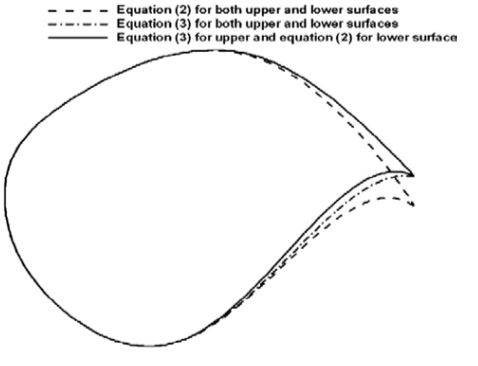 Equation (2) for both upper and lower surfaces
Equation (3) for both upper and lower surfaces
Equation (3) for upper and equation (2) for lower surface